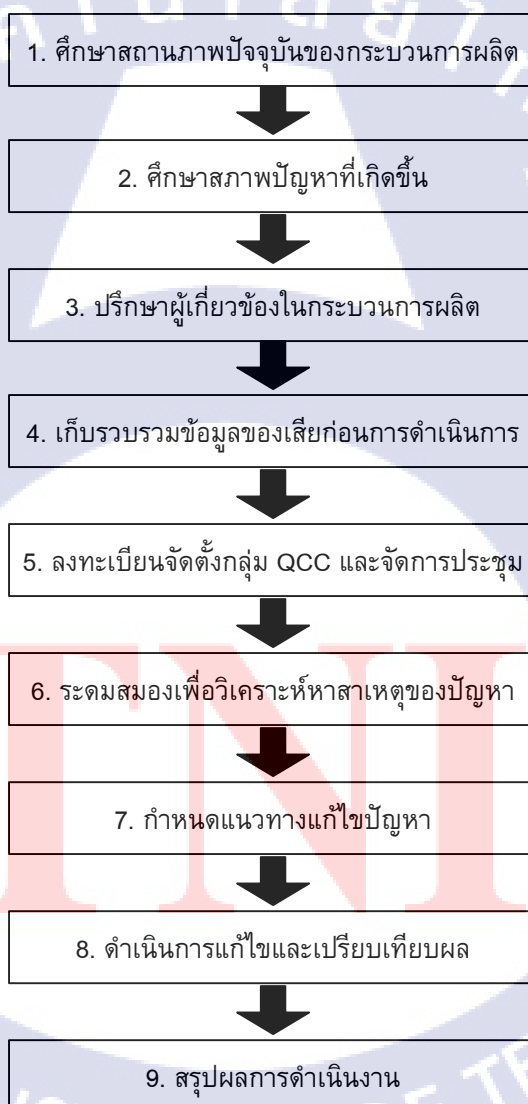 1. ศึกษาสถานภาพปัจจุบันของกระบวนการผลิต
2. ศึกษาสภาพปัญหาที่เกิดขึ้น
3. ปรึกษาผู้เกี่ยวข้องในกระบวนการผลิต
4. เก็บรวบรวมข้อมูลของเสียก่อนการดำเนินการ
5. ลงทะเบียนจัดตั้งกลุ่ม QCC และจัดการประชุม
6. ระดมสมองเพื่อวิเคราะห์หาสาเหตุของปัญหา
TNI
7. กำหนดแนวทางแก้ไขปัญหา
8. ดำเนินการแก้ไขและเปรียบเทียบผล
9. สรุปผลการดำเนินงาน